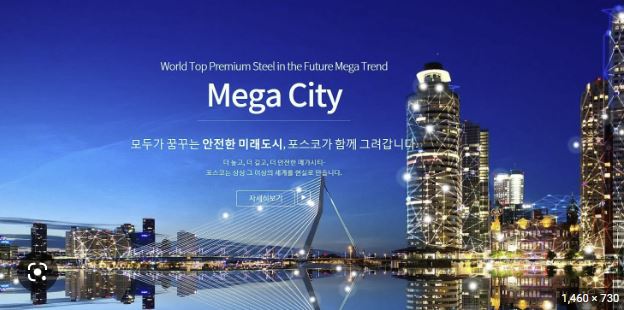 World Top Premium Steel in the Future Mega Trend
Mega City
모두가 꿈꾸는 안전한 미래도시, 포스코가 함께 그려갑니다.
더 높고, 더 길고, 더 안전한 메가시티-
포스코는 상상 그 이상의 세계를 현실로 만듭니다.
자세히보기
1,460 × 730